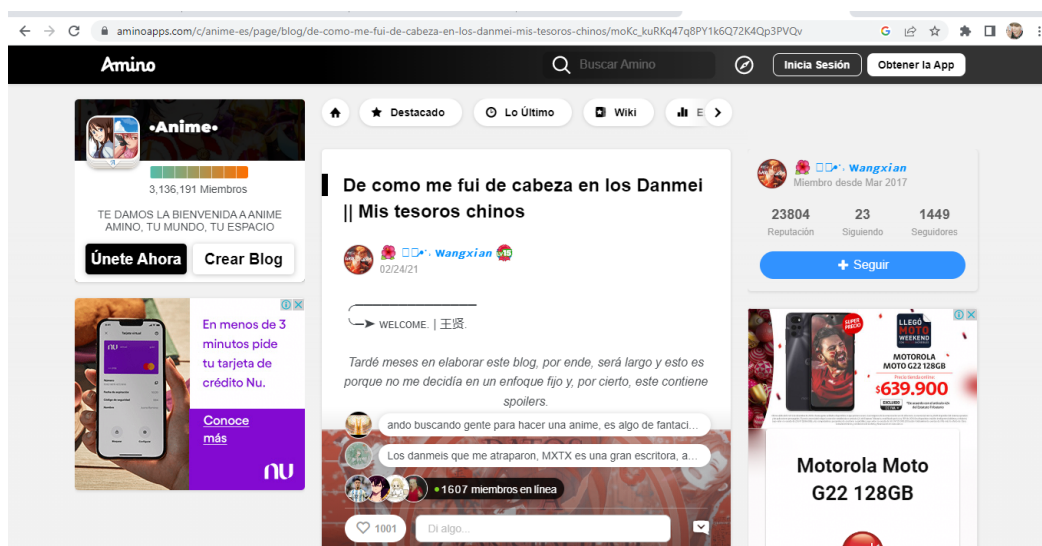 aminoapps.com/c/anime-es/page/blog/de-como-me-fui-de-cabeza-en-los-danmei-mis-tesoros-chinos/moKc_kuRKq47q8PY1k6Q72K4Qp3PVQv
Amino
Buscar Amino
Inicia Sesión
Obtener la App
•Anime•
3,136,191 Miembros
TE DAMOS LA BIENVENIDA A ANIME
AMINO, TU MUNDO, TU ESPACIO
Únete Ahora
Crear Blog
En menos de 3
minutos pide
tu tarjeta de
crédito Nu.
Conoce
más
nu
Destacado
Lo Último
Wiki
E
De como me fui de cabeza en los Danmei
|| Mis tesoros chinos
Wangxian
02/24/21
WELCOME. | 王贤.
Tardé meses en elaborar este blog, por ende, será largo y esto es
porque no me decidía en un enfoque fijo y, por cierto, este contiene
spoilers.
ando buscando gente para hacer una anime, es algo de fantaci...
Los danmeis que me atraparon, MXTX es una gran escritora, a...
1607 miembros en línea
1001
Di algo...
Wangxian
Miembro desde Mar 2017
23804
23
1449
Reputación
Siguiendo
Seguidores
Seguir
SUPER
PRECIO
LLEGÓ
MOTO
WEEKEND
MOTOROLA
MOTO G22 128GB
$639.900
Motorola Moto
G22 128GB